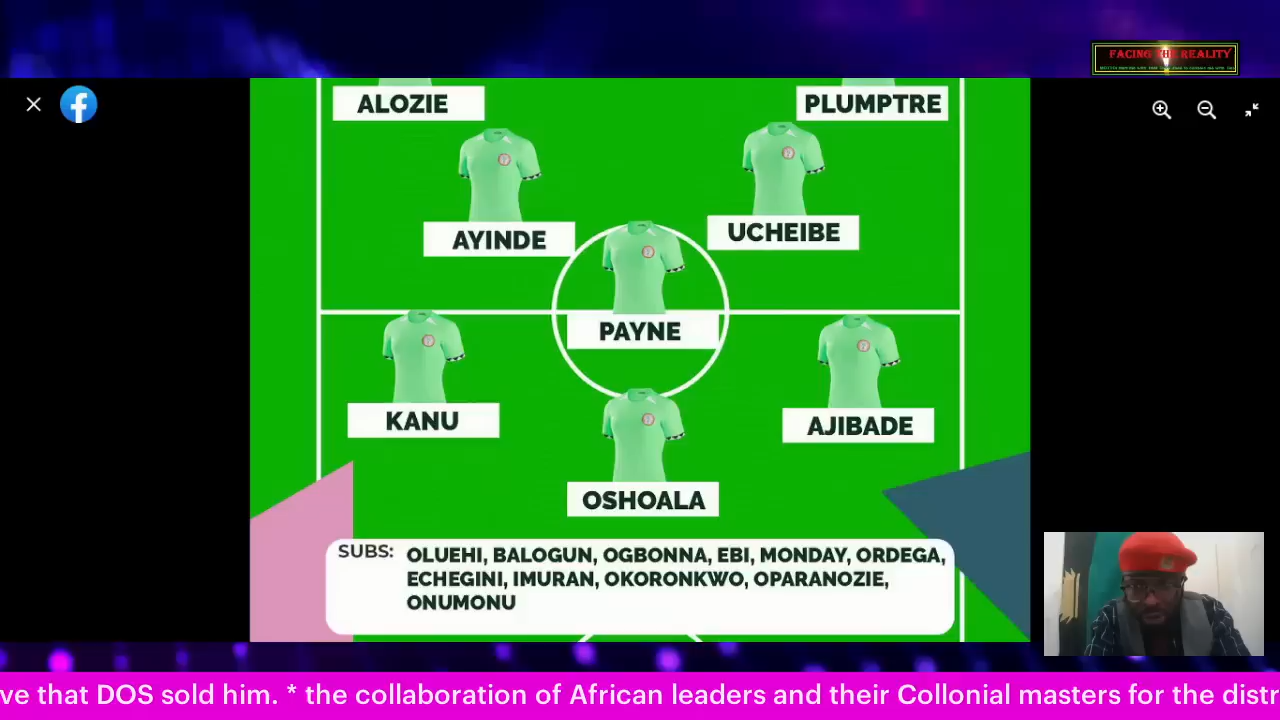 FACING THE REALITY
ALOZIE
PLUMPTRE
AYINDE
UCHEIBE
PAYNE
KANU
AJIBADE
OSHOALA
SUBS: OLUEHI, BALOGUN, OGBONNA, EBI, MONDAY, ORDEGA,
ECHEGINI, IMURAN, OKORONKWO, OPARANOZIE,
ONUMONU
ve that DOS sold him. * the collaboration of African leaders and their Collonial masters for the distr